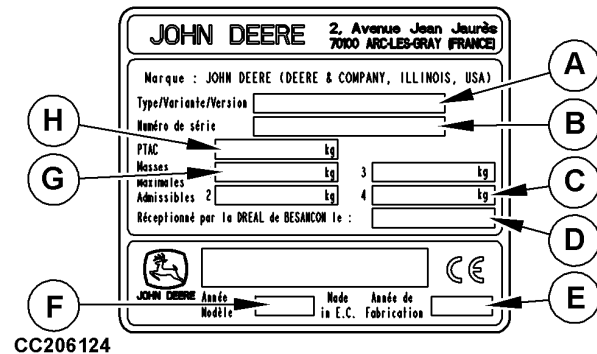 JOHN DEERE
2, Avenue Jean Jaurès
70100 ARC-LES-GRAY (FRANCE)
Marque : JOHN DEERE (DEERE & COMPANY, ILLINOIS, USA)
Type/Variante/Version
A
Numéro de série
B
H
PTAC kg
G
Masses kg 3 kg
Maximales
Admissibles 2 kg 4 kg
C
Réceptionné par la DREAL de BESANCON le :
D
JOHN DEERE
CE
F
Année Modèle
Made in E.C.
Année de Fabrication
E
CC206124